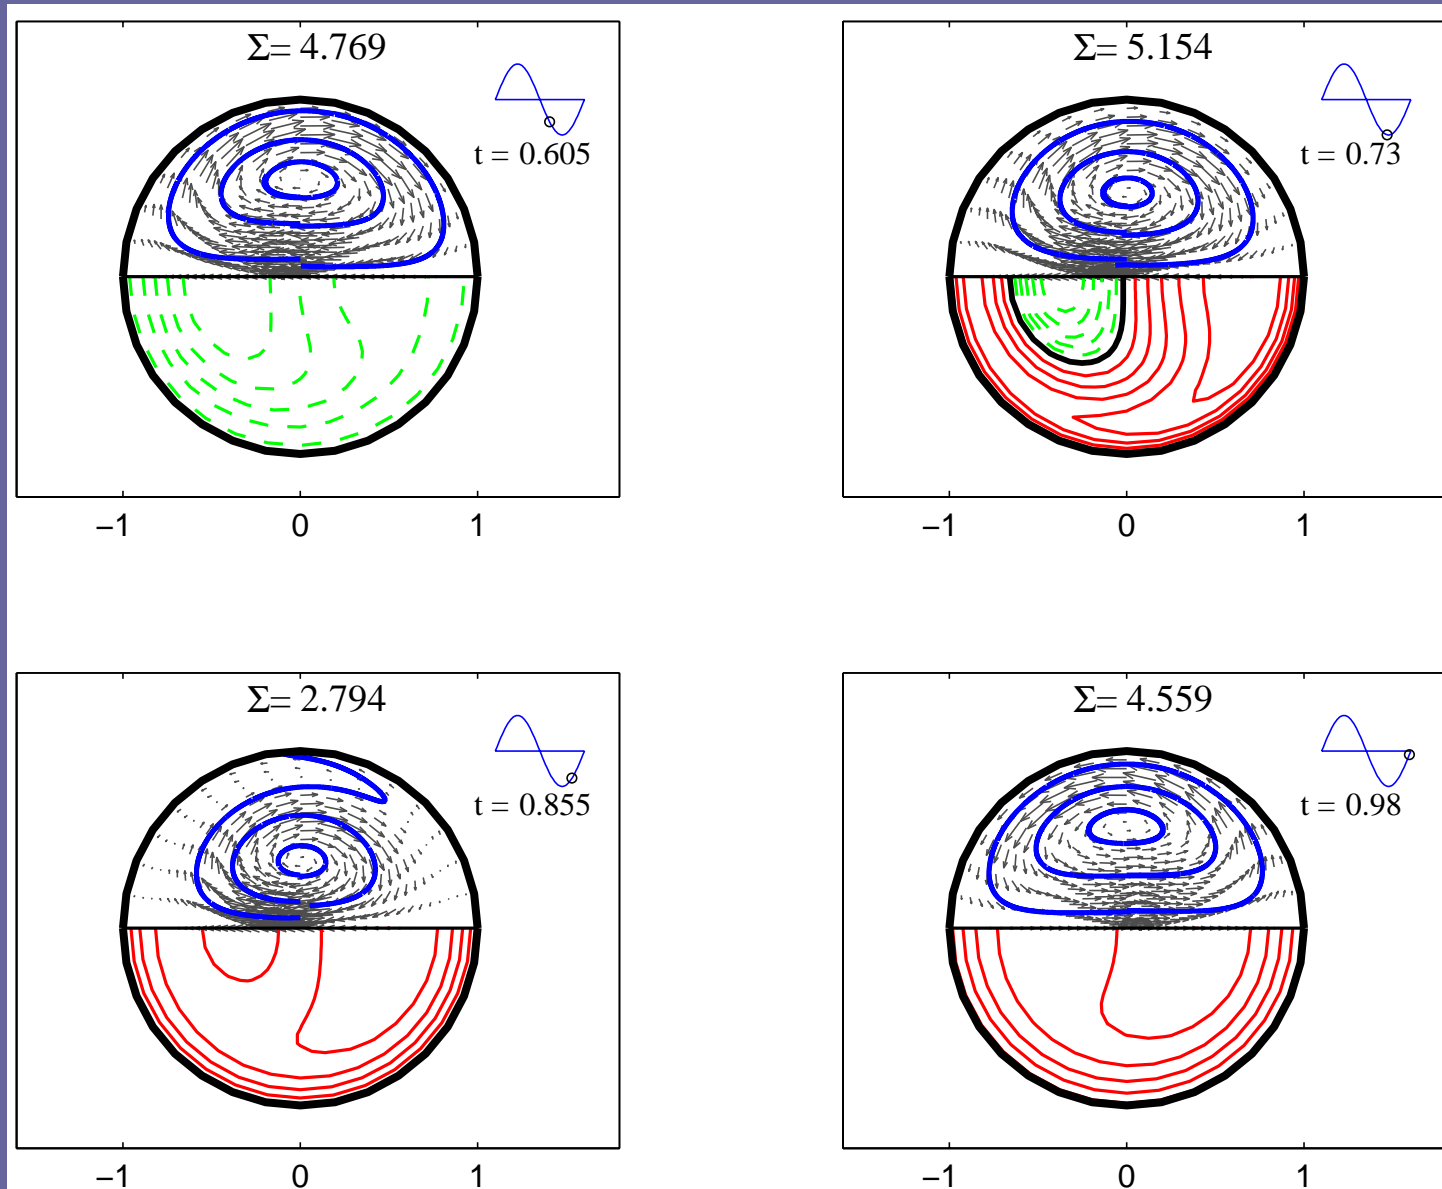 Σ= 4.769
t = 0.605
−1 0 1
Σ= 5.154
t = 0.73
−1 0 1
Σ= 2.794
t = 0.855
−1 0 1
Σ= 4.559
t = 0.98
−1 0 1